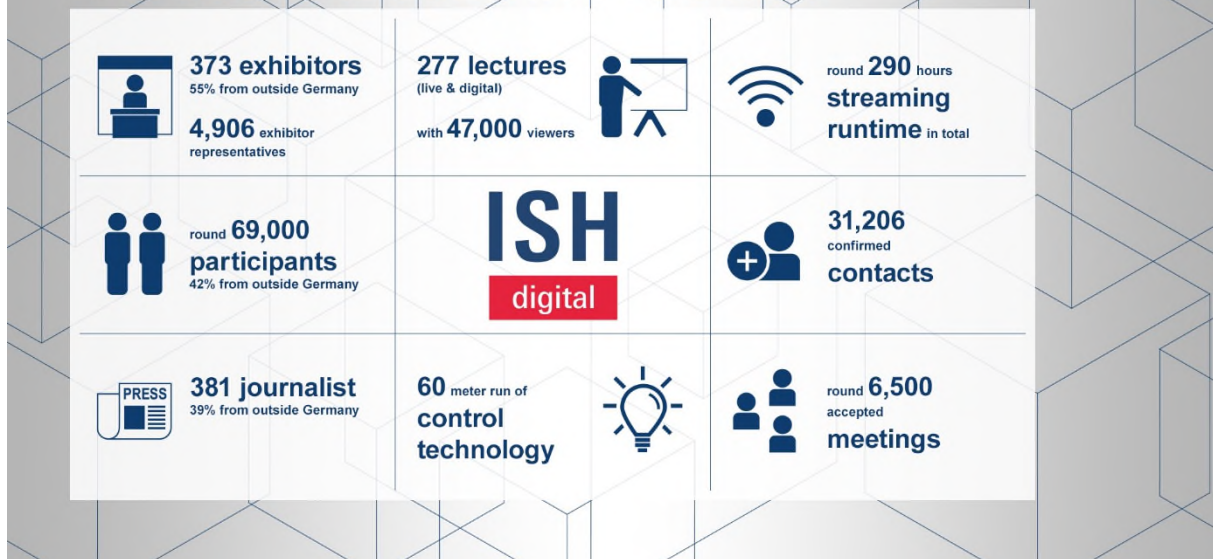 373 exhibitors
55% from outside Germany
4,906 exhibitor
representatives
277 lectures
(live & digital)
with 47,000 viewers
round 290 hours
streaming
runtime in total
round 69,000
participants
42% from outside Germany
ISH
digital
31,206
confirmed
contacts
PRESS
381 journalist
39% from outside Germany
60 meter run of
control
technology
round 6,500
accepted
meetings